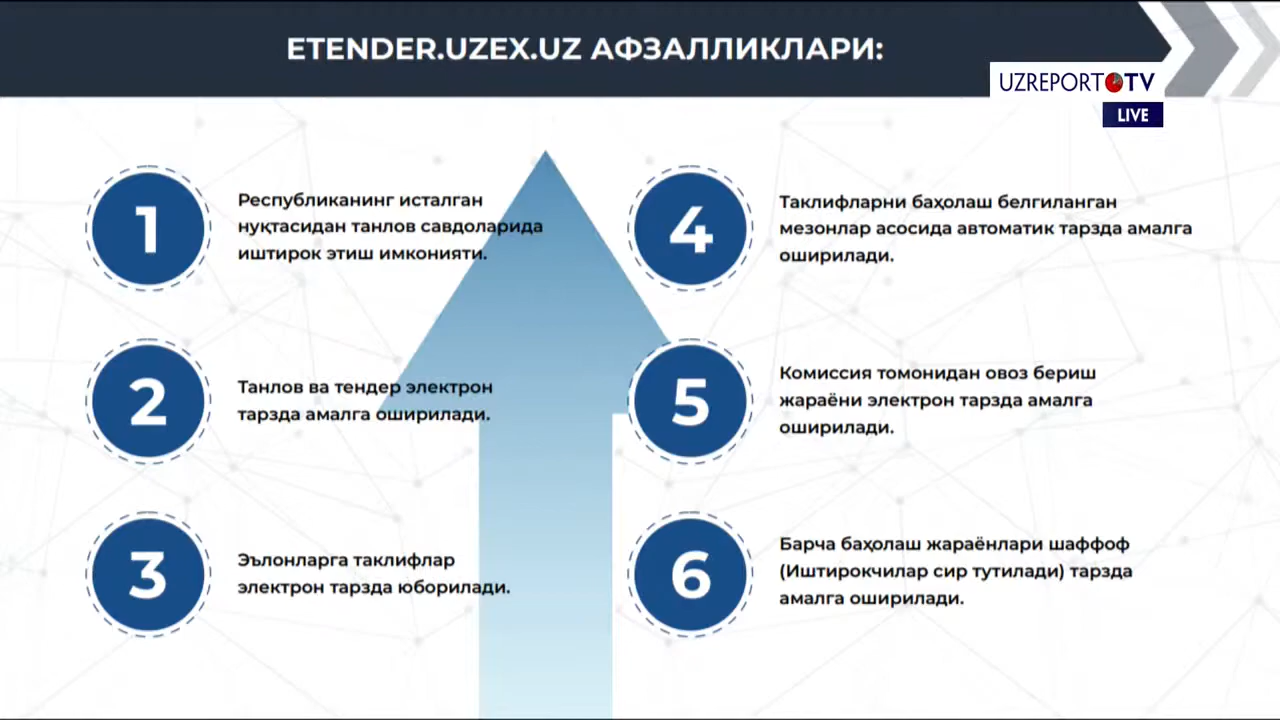 ETENDER.UZEX.UZ АФЗАЛЛИКЛАРИ:
UZREPORT TV
LIVE
1
Республиканинг исталган
нуқтасидан танлов савдоларида
иштирок этиш имконияти.
2
Танлов ва тендер электрон
тарзда амалга оширилади.
3
Эълонларга таклифлар
электрон тарзда юборилади.
4
Таклифларни баҳолаш белгиланган
мезонлар асосида автоматик тарзда амалга
оширилади.
5
Комиссия томонидан овоз бериш
жараёни электрон тарзда амалга
оширилади.
6
Барча баҳолаш жараёнлари шаффоф
(Иштирокчилар сир тутилади) тарзда
амалга оширилади.